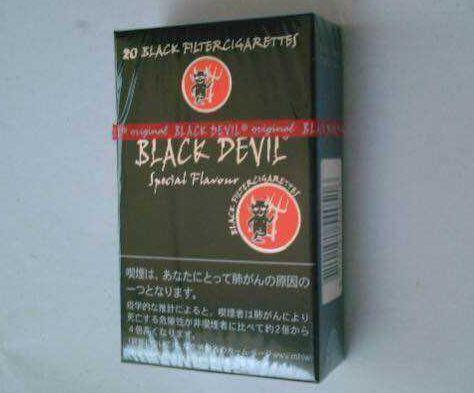 20 BLACK FILTERCIGARETTES
original BLACK DEVIL® original BLA
BLACK DEVIL®
Special Flavour
BLACK FILTERCIGARETTES
喫煙は、あなたにとって肺がんの原因の
一つとなります。
疫学的な推計によると、喫煙者は肺がんにより
死亡する危険性が非喫煙者に比べて約2倍から
4倍高くなります。